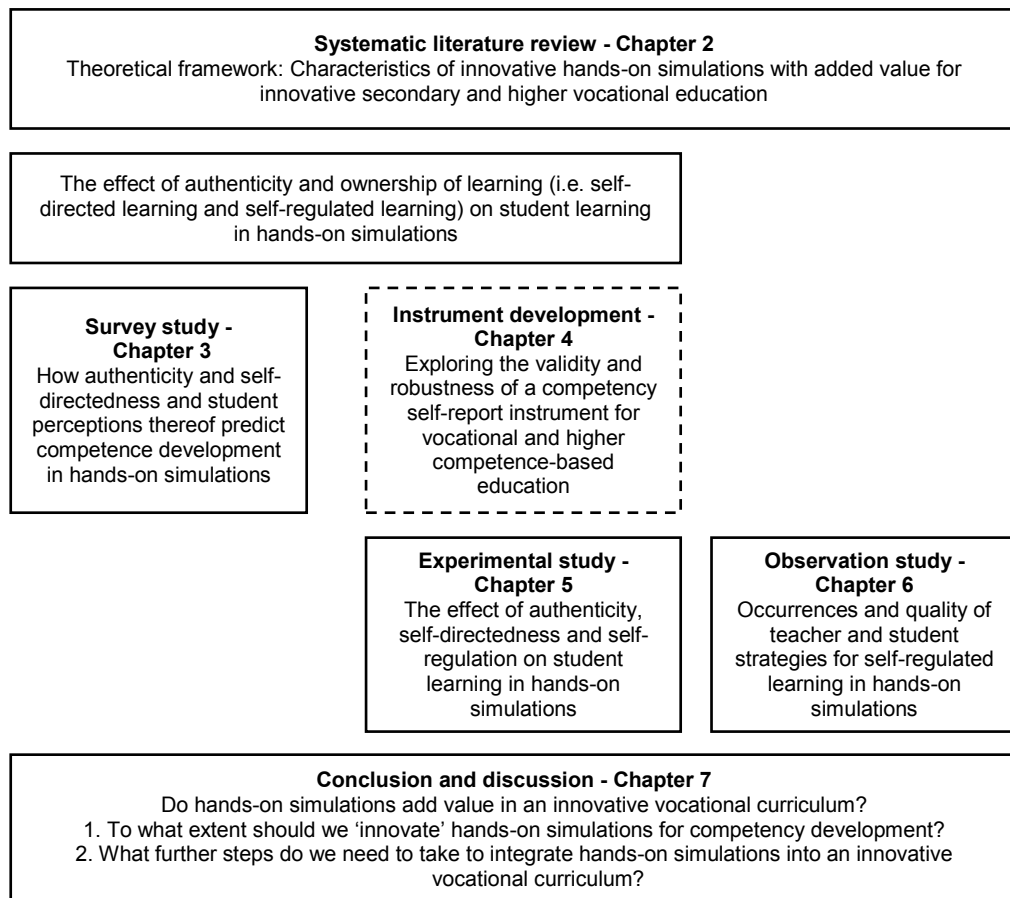 Systematic literature review - Chapter 2
Theoretical framework: Characteristics of innovative hands-on simulations with added value for
innovative secondary and higher vocational education
The effect of authenticity and ownership of learning (i.e. self-
directed learning and self-regulated learning) on student learning
in hands-on simulations
Survey study -
Chapter 3
How authenticity and self-
directedness and student
perceptions thereof predict
competence development
in hands-on simulations
Instrument development -
Chapter 4
Exploring the validity and
robustness of a competency
self-report instrument for
vocational and higher
competence-based
education
Experimental study -
Chapter 5
The effect of authenticity,
self-directedness and self-
regulation on student
learning in hands-on
simulations
Observation study -
Chapter 6
Occurrences and quality of
teacher and student
strategies for self-regulated
learning in hands-on
simulations
Conclusion and discussion - Chapter 7
Do hands-on simulations add value in an innovative vocational curriculum?
1. To what extent should we ‘innovate’ hands-on simulations for competency development?
2. What further steps do we need to take to integrate hands-on simulations into an innovative
vocational curriculum?